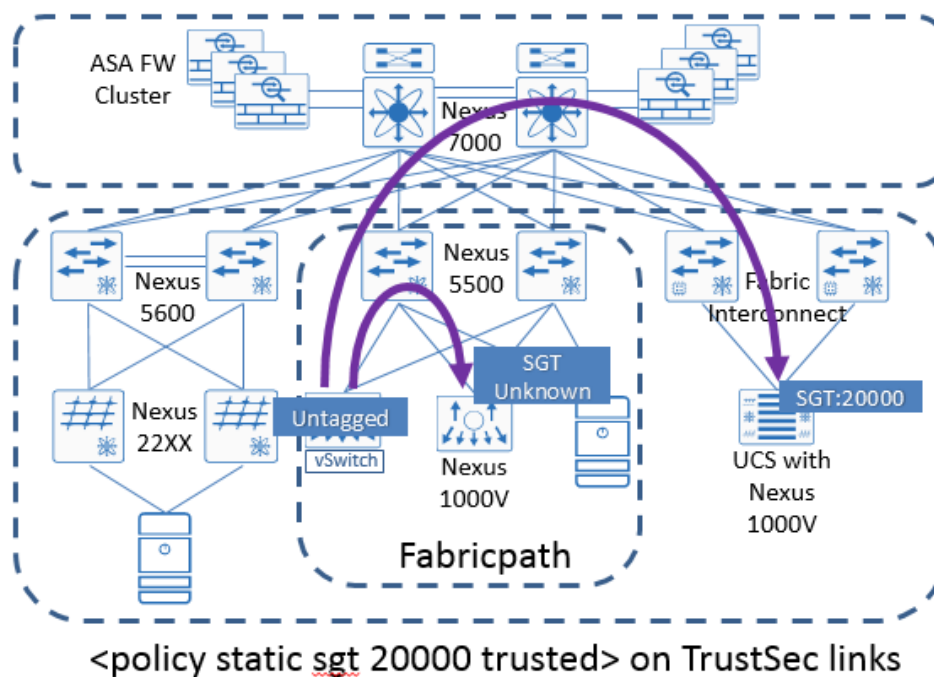 ASA FW
Cluster
Nexus
7000
Nexus
5600
Nexus
5500
Fabric
Interconnect
Nexus
22XX
Untagged
vSwitch
SGT
Unknown
Nexus
1000V
SGT:20000
UCS with
Nexus
1000V
Fabricpath
<policy static sgt 20000 trusted> on TrustSec links